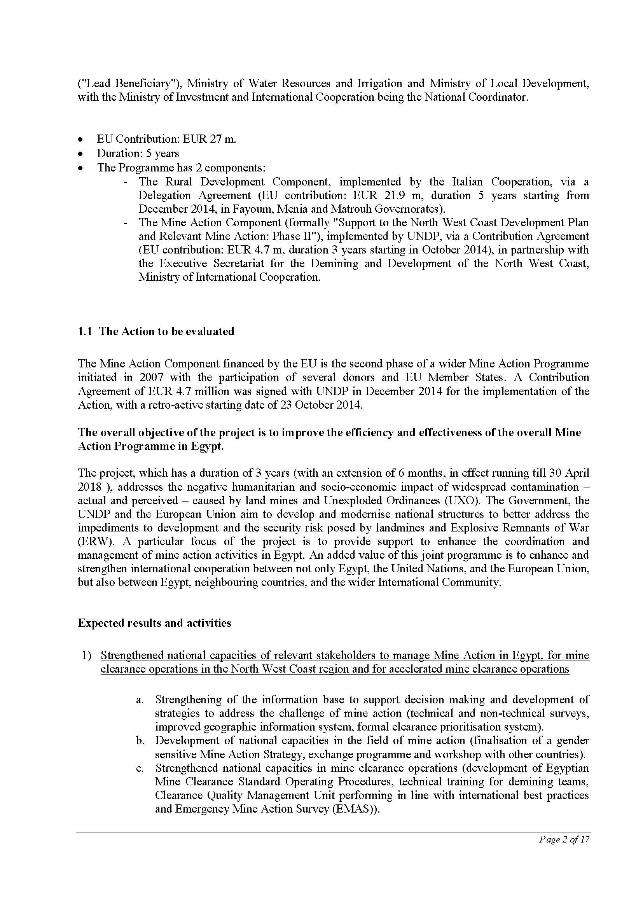 ("Lead Beneficiary"), Ministry of Water Resources and Irrigation and Ministry of Local Development,
with the Ministry of Investment and International Cooperation being the National Coordinator.
• EU Contribution: EUR 27 m.
• Duration: 5 years
• The Programme has 2 components:
- The Rural Development Component, implemented by the Italian Cooperation, via a
Delegation Agreement (EU contribution: EUR 21.9 m, duration 5 years starting from
December 2014, in Fayoum, Menia and Matrouh Governorates).
- The Mine Action Component (formally "Support to the North West Coast Development Plan
and Relevant Mine Action: Phase II"), implemented by UNDP, via a Contribution Agreement
(EU contribution: EUR 4.7 m, duration 3 years starting in October 2014), in partnership with
the Executive Secretariat for the Demining and Development of the North West Coast,
Ministry of International Cooperation.
1.1 The Action to be evaluated
The Mine Action Component financed by the EU is the second phase of a wider Mine Action Programme
initiated in 2007 with the participation of several donors and EU Member States. A Contribution
Agreement of EUR 4.7 million was signed with UNDP in December 2014 for the implementation of the
Action, with a retro-active starting date of 23 October 2014.
The overall objective of the project is to improve the efficiency and effectiveness of the overall Mine
Action Programme in Egypt.
The project, which has a duration of 3 years (with an extension of 6 months, in effect running till 30 April
2018 ), addresses the negative humanitarian and socio-economic impact of widespread contamination –
actual and perceived – caused by land mines and Unexploded Ordinances (UXO). The Government, the
UNDP and the European Union aim to develop and modernise national structures to better address the
impediments to development and the security risk posed by landmines and Explosive Remnants of War
(ERW). A particular focus of the project is to provide support to enhance the coordination and
management of mine action activities in Egypt. An added value of this joint programme is to enhance and
strengthen international cooperation between not only Egypt, the United Nations, and the European Union,
but also between Egypt, neighbouring countries, and the wider International Community.
Expected results and activities
1) Strengthened national capacities of relevant stakeholders to manage Mine Action in Egypt, for mine
clearance operations in the North West Coast region and for accelerated mine clearance operations
a. Strengthening of the information base to support decision making and development of
strategies to address the challenge of mine action (technical and non-technical surveys,
improved geographic information system, formal clearance prioritisation system).
b. Development of national capacities in the field of mine action (finalisation of a gender
sensitive Mine Action Strategy, exchange programme and workshop with other countries).
c. Strengthened national capacities in mine clearance operations (development of Egyptian
Mine Clearance Standard Operating Procedures, technical training for demining teams,
Clearance Quality Management Unit performing in line with international best practices
and Emergency Mine Action Survey (EMAS)).
Page 2 of 17